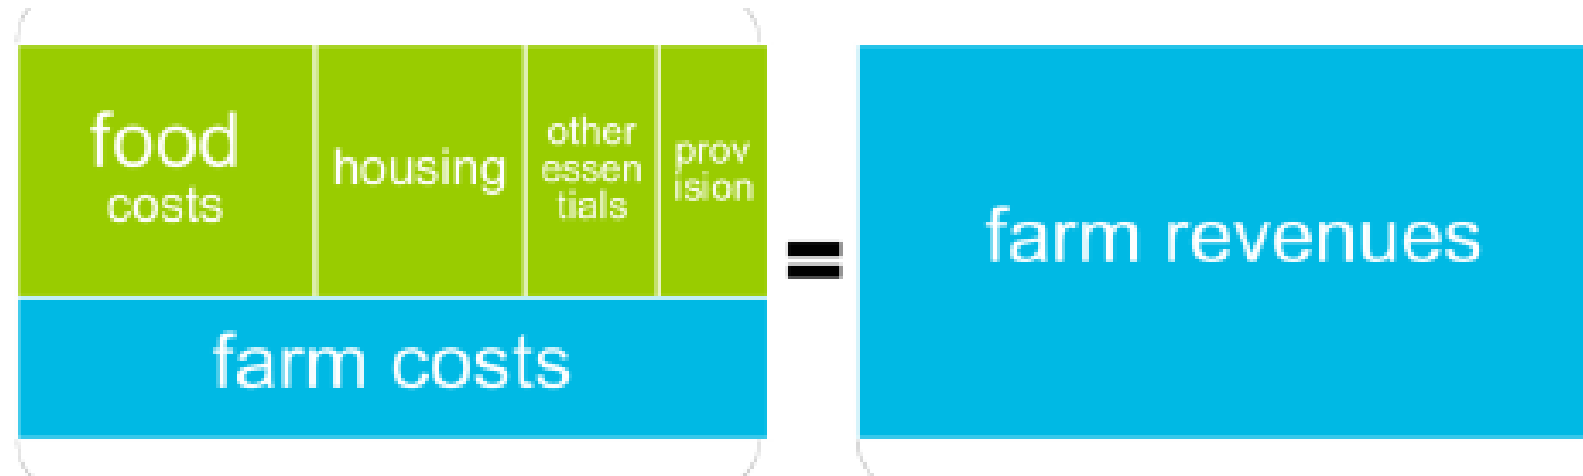 food
costs
housing
other
essen
tials
prov
ision
farm costs
=
farm revenues